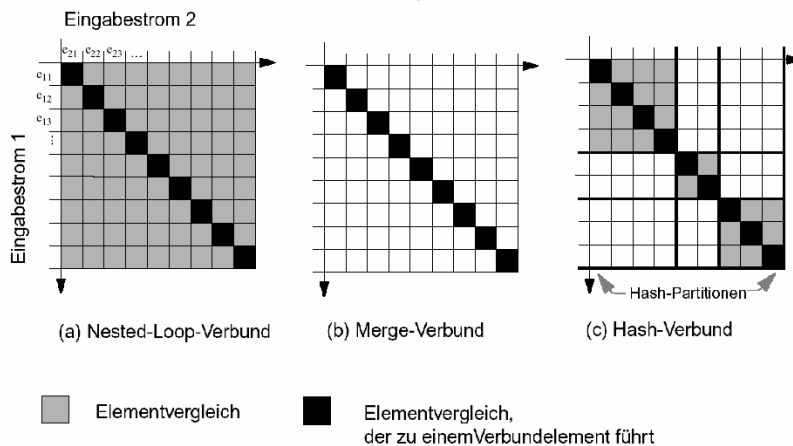 Eingabestrom 2
e21 e22 e23 ...
e11
e12
e13
...
Eingabestrom 1
Hash-Partitionen
(a) Nested-Loop-Verbund
(b) Merge-Verbund
(c) Hash-Verbund
Elementvergleich
Elementvergleich,
der zu einemVerbundelement führt